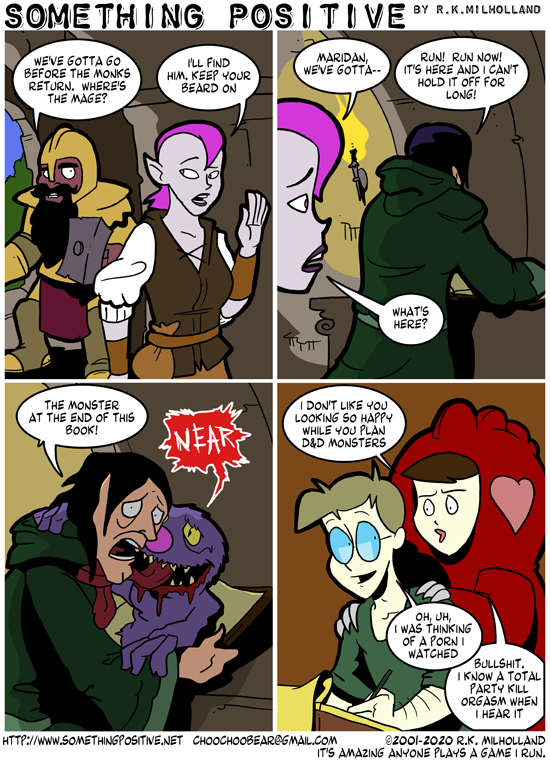 SOMETHING POSITIVE BY R.K.MILHOLLAND
WE'VE GOTTA GO
BEFORE THE MONKS
RETURN. WHERE'S
THE MAGE?
I'LL FIND
HIM. KEEP YOUR
BEARD ON
MARIDAN,
WE'VE GOTTA--
RUN! RUN NOW!
IT'S HERE AND I CAN'T
HOLD IT OFF FOR
LONG!
WHAT'S
HERE?
THE MONSTER
AT THE END OF THIS
BOOK!
NEAR
I DON'T LIKE YOU
LOOKING SO HAPPY
WHILE YOU PLAN
D&D MONSTERS
OH, UH,
I WAS THINKING
OF A PORN I
WATCHED
BULLSHIT.
I KNOW A TOTAL
PARTY KILL
ORGASM WHEN
I HEAR IT
HTTP://WWW.SOMETHINGPOSITIVE.NET CHOOCHOOBEAR@GMAIL.COM ©2001-2020 R.K. MILHOLLAND
IT'S AMAZING ANYONE PLAYS A GAME I RUN.